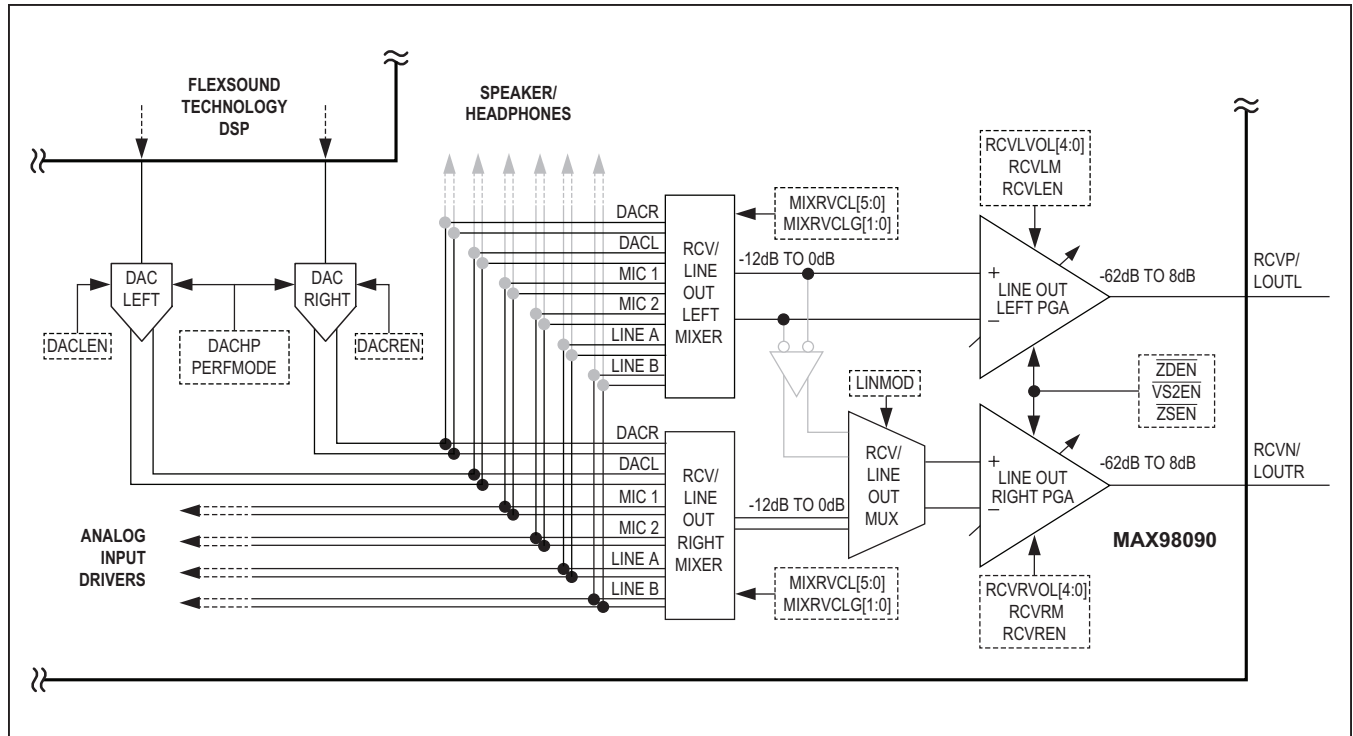 FLEXSOUND
TECHNOLOGY
DSP
SPEAKER/
HEADPHONES
DAC
LEFT
DAC
RIGHT
DACLEN
DACHP
PERFMODE
DACREN
ANALOG
INPUT
DRIVERS
DACR
DACL
MIC 1
MIC 2
LINE A
LINE B
RCV/
LINE
OUT
LEFT
MIXER
MIXRVCL[5:0]
MIXRVCLG[1:0]
-12dB TO 0dB
DACR
DACL
MIC 1
MIC 2
LINE A
LINE B
RCV/
LINE
OUT
RIGHT
MIXER
-12dB TO 0dB
MIXRVCL[5:0]
MIXRVCLG[1:0]
LINMOD
RCV/
LINE
OUT
MUX
RCVLVOL[4:0]
RCVLM
RCVLEN
+
LINE OUT
LEFT PGA
–
-62dB TO 8dB
RCVP/
LOUTL
ZDEN
VS2EN
ZSEN
+
LINE OUT
RIGHT PGA
–
-62dB TO 8dB
RCVN/
LOUTR
MAX98090
RCVRVOL[4:0]
RCVRM
RCVREN